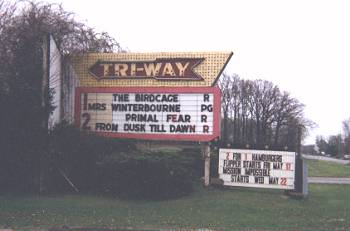 TRI-WAY
1 THE BIRDCAGE R
MRS WINTERBOURNE PG
2 PRIMAL FEAR R
FROM DUSK TILL DAWN R
2 FOR 1 HAMBURGERS
FLIPPER STARTS FRI MAY 17
MISSION IMPOSSIBLE
STARTS WED MAY 22